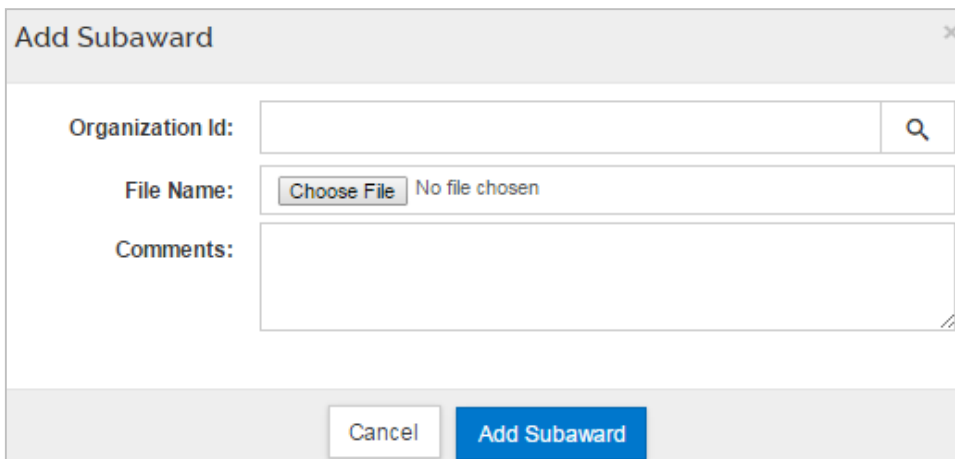 Add Subaward ×
Organization Id:
File Name: Choose File No file chosen
Comments:
Cancel Add Subaward